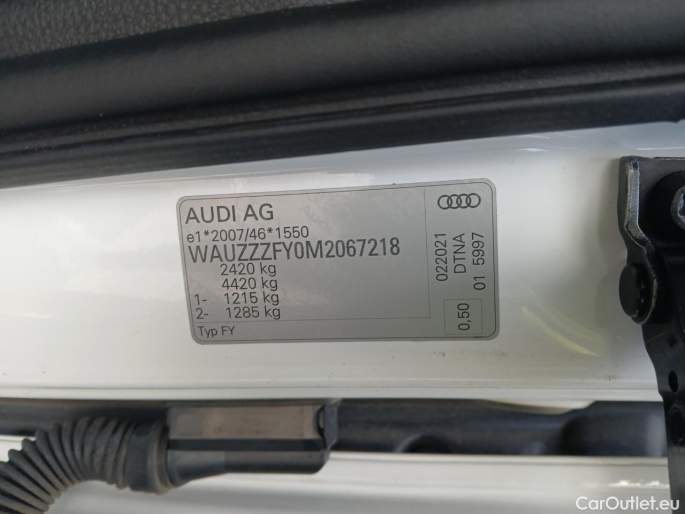 AUDI AG
e1*2007/46*1550
WAUZZZFY0M2067218
2420 kg
4420 kg
1- 1215 kg
2- 1285 kg
Typ FY
022021
DTNA
01 5997
0,50
CarOutlet.eu